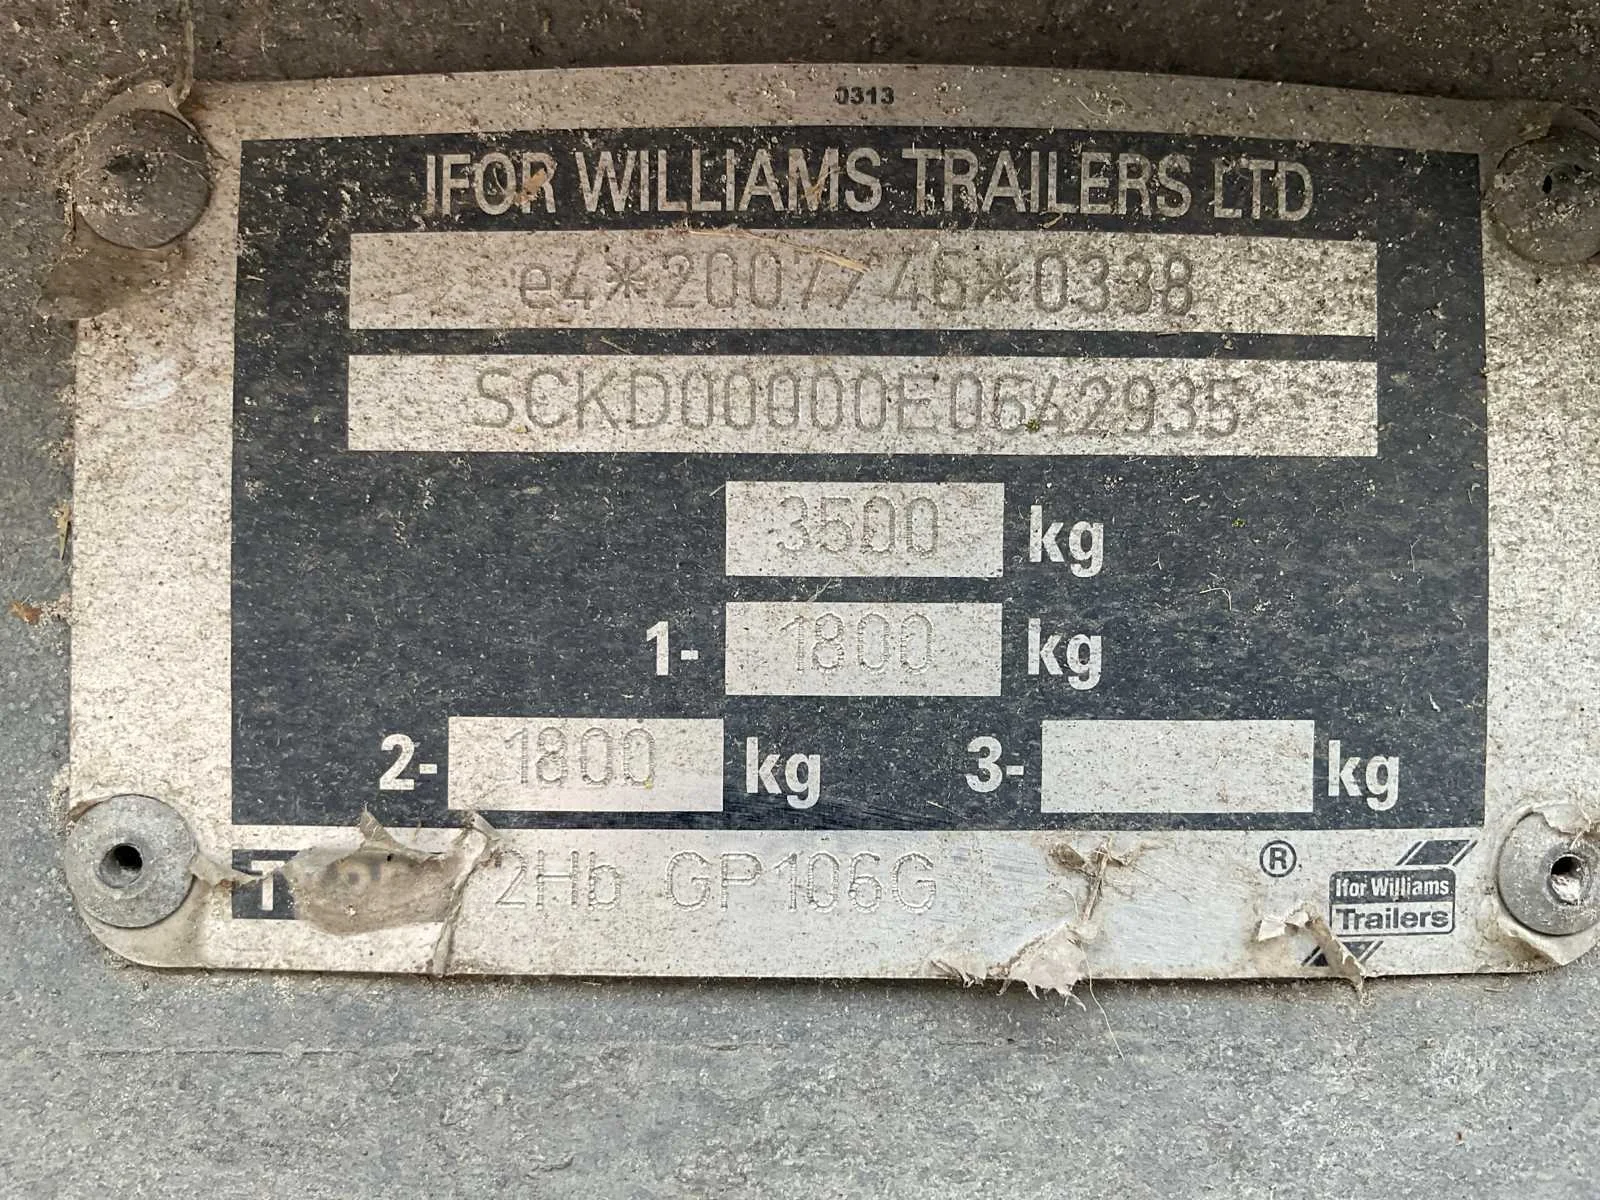 0313
IFOR WILLIAMS TRAILERS LTD
e4*2007/46*0338
SCKD00000E0642935
3500 kg
1- 1800 kg
2- 1800 kg 3- kg
2Hb GP106G ®
Ifor Williams
Trailers